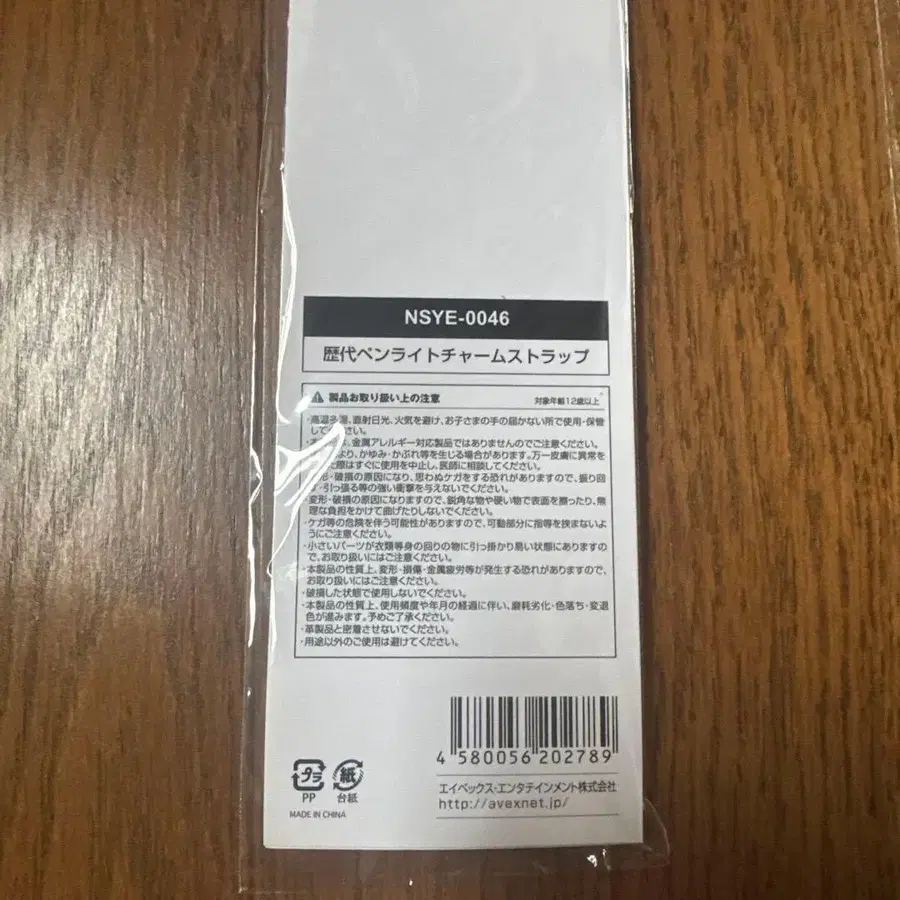 NSYE-0046
歴代ペンライトチャームストラップ
製品お取り扱い上の注意 対象年齢12歳以上
・高温多湿、直射日光、火気を避け、お子さまの手の届かない所で使用・保管
してください。
は、金属アレルギー対応製品ではありませんのでご注意ください。
より、かゆみ・かぶれ等を生じる場合があります。万一皮膚に異常を
た際はすぐに使用を中止し、医師に相談してください。
形・破損の原因になり、思わぬケガをする恐れがありますので、振り回
引っ張る等の強い衝撃を与えないでください。
・変形・破損の原因になりますので、鋭角な物や硬い物で表面を擦ったり、無
理な負担をかけて曲げたりしないでください。
・ケガ等の危険を伴う可能性がありますので、可動部分に指等を挟まないよ
うにご注意ください。
・小さいパーツが衣類等身の回りの物に引っ掛かり易い状態にありますの
で、お取り扱いにはご注意ください。
・本製品の性質上、変形・損傷・金属疲労等が発生する恐れがありますので、
お取り扱いにはご注意ください。
・破損した状態で使用しないでください。
・本製品の性質上、使用頻度や年月の経過に伴い、磨耗劣化・色落ち・変退
色が進みます。予めご了承ください。
・革製品と密着させないでください。
・用途以外のご使用は避けてください。
4 580056 202789
プラ 紙
PP 台紙
MADE IN CHINA
エイベックス・エンタテインメント株式会社
http://avexnet.jp/